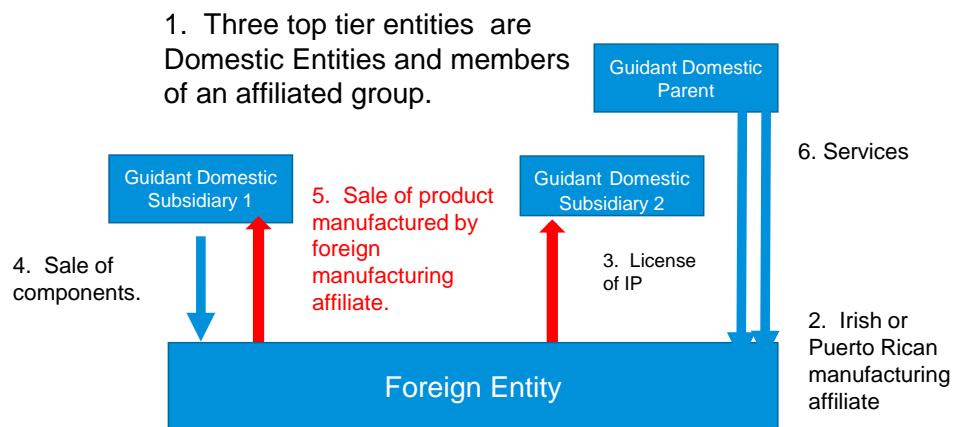 1. Three top tier entities are
Domestic Entities and members
of an affiliated group.
Guidant Domestic
Parent
6. Services
Guidant Domestic
Subsidiary 1
5. Sale of product
manufactured by
foreign
manufacturing
affiliate.
Guidant Domestic
Subsidiary 2
4. Sale of
components.
3. License
of IP
2. Irish or
Puerto Rican
manufacturing
affiliate
Foreign Entity